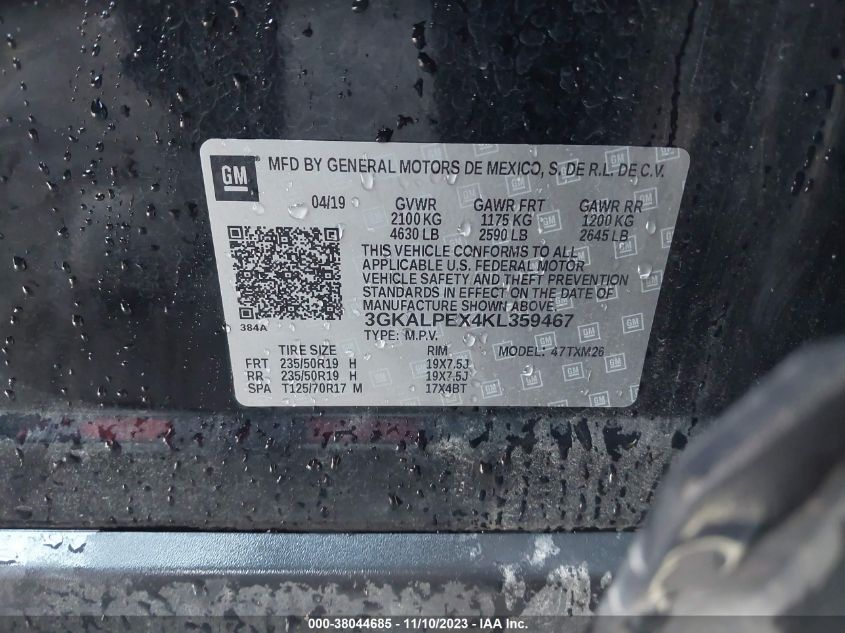 GM MFD BY GENERAL MOTORS DE MEXICO, S. DE R.L. DE C.V.
04/19 GVWR GAWR FRT GAWR RR
2100 KG 1175 KG 1200 KG
4630 LB 2590 LB 2645 LB
THIS VEHICLE CONFORMS TO ALL
APPLICABLE U.S. FEDERAL MOTOR
VEHICLE SAFETY AND THEFT PREVENTION
STANDARDS IN EFFECT ON THE DATE OF
MANUFACTURE SHOWN ABOVE.
384A
3GKALPEX4KL359467
TYPE: M.P.V.
TIRE SIZE RIM MODEL: 47TXM26
FRT 235/50R19 H 19X7.5J
RR 235/50R19 H 19X7.5J
SPA T125/70R17 M 17X4BT
000-38044685 - 11/10/2023 - IAA Inc.